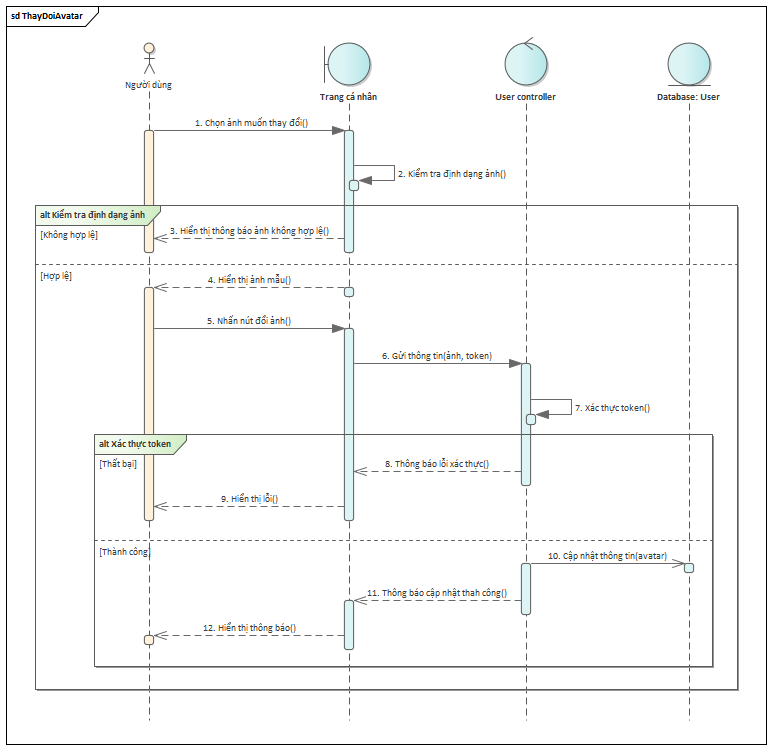 sd ThayDoiAvatar
Người dùng
Trang cá nhân
User controller
Database: User
1. Chọn ảnh muốn thay đổi()
2. Kiểm tra định dạng ảnh()
alt Kiểm tra định dạng ảnh
[Không hợp lệ]
3. Hiển thị thông báo ảnh không hợp lệ()
[Hợp lệ]
4. Hiển thị ảnh mẫu()
5. Nhấn nút đổi ảnh()
6. Gửi thông tin(ảnh, token)
7. Xác thực token()
alt Xác thực token
[Thất bại]
8. Thông báo lỗi xác thực()
9. Hiển thị lỗi()
[Thành công]
10. Cập nhật thông tin(avatar)
11. Thông báo cập nhật thah công()
12. Hiển thị thông báo()